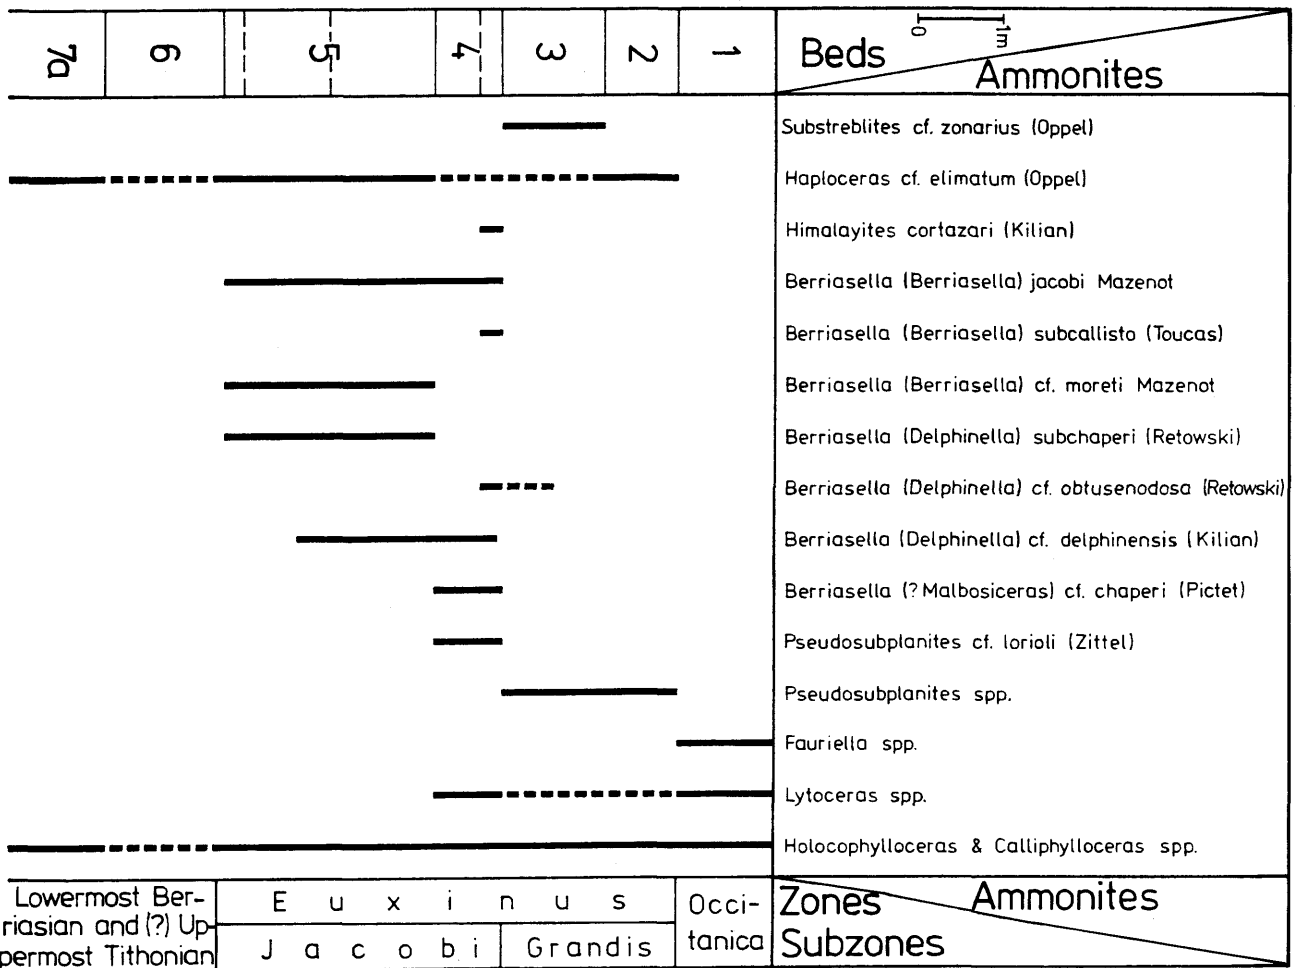 7a 6 5 4 3 2 1
0 1m
Beds
Ammonites
Substreblites cf. zonarius (Oppel)
Haploceras cf. elimatum (Oppel)
Himalayites cortazari (Kilian)
Berriasella (Berriasella) jacobi Mazenot
Berriasella (Berriasella) subcallisto (Toucas)
Berriasella (Berriasella) cf. moreti Mazenot
Berriasella (Delphinella) subchaperi (Retowski)
Berriasella (Delphinella) cf. obtusenodosa (Retowski)
Berriasella (Delphinella) cf. delphinensis (Kilian)
Berriasella (? Malbosiceras) cf. chaperi (Pictet)
Pseudosubplanites cf. lorioli (Zittel)
Pseudosubplanites spp.
Fauriella spp.
Lytoceras spp.
Holocophylloceras & Calliphylloceras spp.
Lowermost Ber-
riasian and (?) Up-
permost Tithonian
Euxinus
Jacobi
Grandis
Occi-
tanica
Zones
Ammonites
Subzones